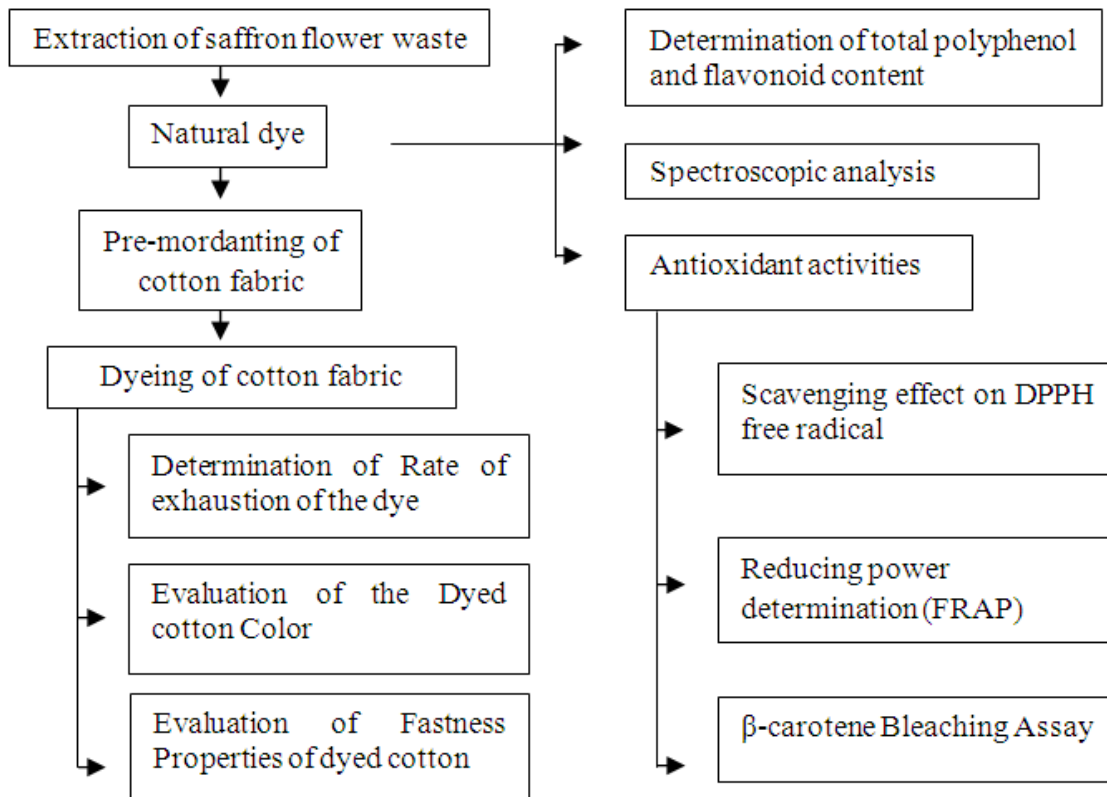 Extraction of saffron flower waste
Natural dye
Pre-mordanting of
cotton fabric
Dyeing of cotton fabric
Determination of Rate of
exhaustion of the dye
Evaluation of the Dyed
cotton Color
Evaluation of Fastness
Properties of dyed cotton
Determination of total polyphenol
and flavonoid content
Spectroscopic analysis
Antioxidant activities
Scavenging effect on DPPH
free radical
Reducing power
determination (FRAP)
β-carotene Bleaching Assay